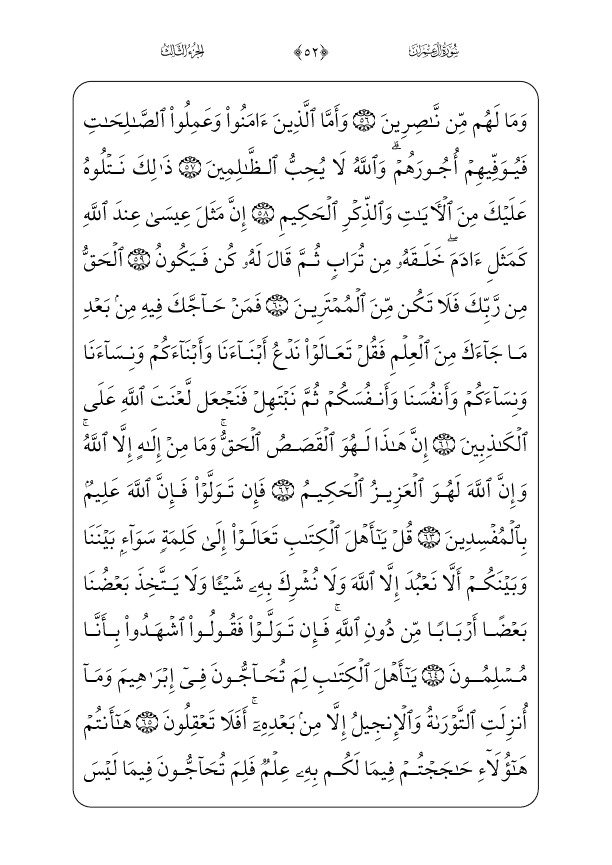 سُورَةُ آلِ عِمْرَانَ ﴿٥٢﴾ الجُزْءُ الثَّالِثُ
وَمَا لَهُم مِّن نَّٰصِرِينَ ٥٦ وَأَمَّا ٱلَّذِينَ ءَامَنُوا۟ وَعَمِلُوا۟ ٱلصَّٰلِحَٰتِ
فَيُوَفِّيهِمْ أُجُورَهُمْ ۗ وَٱللَّهُ لَا يُحِبُّ ٱلظَّٰلِمِينَ ٥٧ ذَٰلِكَ نَتْلُوهُ
عَلَيْكَ مِنَ ٱلْءَايَٰتِ وَٱلذِّكْرِ ٱلْحَكِيمِ ٥٨ إِنَّ مَثَلَ عِيسَىٰ عِندَ ٱللَّهِ
كَمَثَلِ ءَادَمَ ۖ خَلَقَهُۥ مِن تُرَابٍ ثُمَّ قَالَ لَهُۥ كُن فَيَكُونُ ٥٩ ٱلْحَقُّ
مِن رَّبِّكَ فَلَا تَكُن مِّنَ ٱلْمُمْتَرِينَ ٦٠ فَمَنْ حَآجَّكَ فِيهِ مِنۢ بَعْدِ
مَا جَآءَكَ مِنَ ٱلْعِلْمِ فَقُلْ تَعَالَوْا۟ نَدْعُ أَبْنَآءَنَا وَأَبْنَآءَكُمْ وَنِسَآءَنَا
وَنِسَآءَكُمْ وَأَنفُسَنَا وَأَنفُسَكُمْ ثُمَّ نَبْتَهِلْ فَنَجْعَل لَّعْنَتَ ٱللَّهِ عَلَى
ٱلْكَٰذِبِينَ ٦١ إِنَّ هَٰذَا لَهُوَ ٱلْقَصَصُ ٱلْحَقُّ ۚ وَمَا مِنْ إِلَٰهٍ إِلَّا ٱللَّهُ ۚ
وَإِنَّ ٱللَّهَ لَهُوَ ٱلْعَزِيزُ ٱلْحَكِيمُ ٦٢ فَإِن تَوَلَّوْا۟ فَإِنَّ ٱللَّهَ عَلِيمٌۢ
بِٱلْمُفْسِدِينَ ٦٣ قُلْ يَٰٓأَهْلَ ٱلْكِتَٰبِ تَعَالَوْا۟ إِلَىٰ كَلِمَةٍ سَوَآءٍۭ بَيْنَنَا
وَبَيْنَكُمْ أَلَّا نَعْبُدَ إِلَّا ٱللَّهَ وَلَا نُشْرِكَ بِهِۦ شَيْـًٔا وَلَا يَتَّخِذَ بَعْضُنَا
بَعْضًا أَرْبَابًا مِّن دُونِ ٱللَّهِ ۚ فَإِن تَوَلَّوْا۟ فَقُولُوا۟ ٱشْهَدُوا۟ بِأَنَّا
مُسْلِمُونَ ٦٤ يَٰٓأَهْلَ ٱلْكِتَٰبِ لِمَ تُحَآجُّونَ فِىٓ إِبْرَٰهِيمَ وَمَآ
أُنزِلَتِ ٱلتَّوْرَىٰةُ وَٱلْإِنجِيلُ إِلَّا مِنۢ بَعْدِهِۦٓ ۚ أَفَلَا تَعْقِلُونَ ٦٥ هَٰٓأَنتُمْ
هَٰٓؤُلَآءِ حَٰجَجْتُمْ فِيمَا لَكُم بِهِۦ عِلْمٌ فَلِمَ تُحَآجُّونَ فِيمَا لَيْسَ